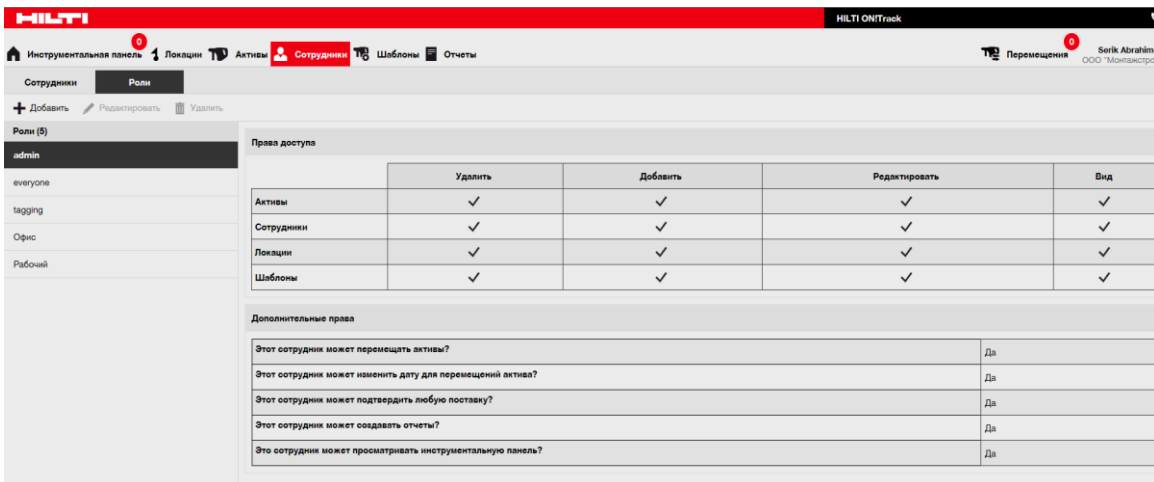 HILTI
HILTI ON!Track
0
0
Инструментальная панель Локации Активы Сотрудники Шаблоны Отчеты
Перемещения
Serik Abrahim
ООО "Монтажстро
Сотрудники Роли
Добавить Редактировать Удалить
Роли (5)
admin
everyone
tagging
Офис
Рабочий
Права доступа
Удалить Добавить Редактировать Вид
Активы
Сотрудники
Локации
Шаблоны
Дополнительные права
Этот сотрудник может перемещать активы? Да
Этот сотрудник может изменить дату для перемещений актива? Да
Этот сотрудник может подтвердить любую поставку? Да
Этот сотрудник может создавать отчеты? Да
Это сотрудник может просматривать инструментальную панель? Да